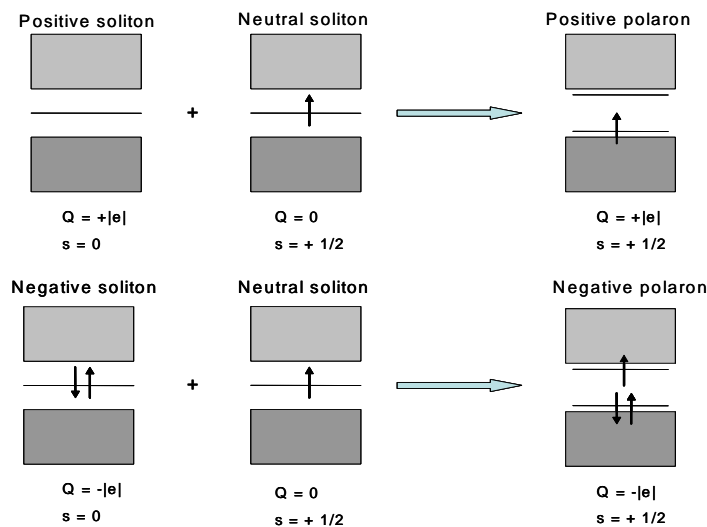 Positive soliton
Neutral soliton
Positive polaron
+
Q = +|e|
s = 0
Q = 0
s = + 1/2
Q = +|e|
s = + 1/2
Negative soliton
Neutral soliton
Negative polaron
+
Q = -|e|
s = 0
Q = 0
s = + 1/2
Q = -|e|
s = + 1/2